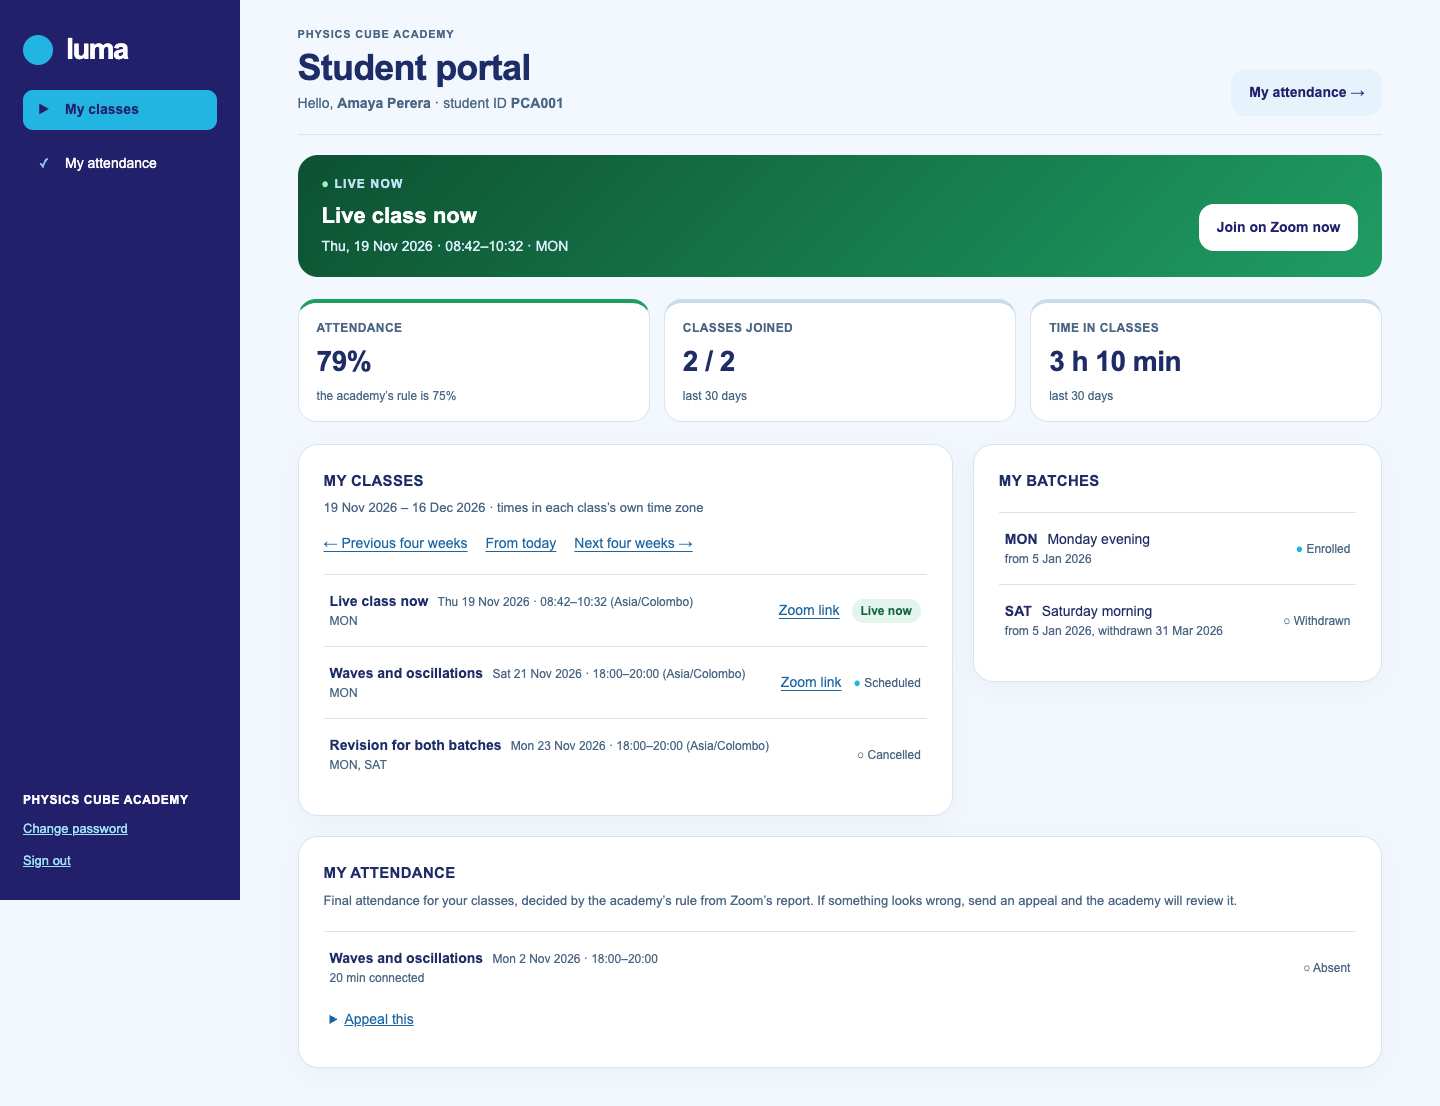 luma
▶ My classes
✓ My attendance
PHYSICS CUBE ACADEMY
Change password
Sign out
PHYSICS CUBE ACADEMY
Student portal
Hello, Amaya Perera · student ID PCA001
My attendance →
● LIVE NOW
Live class now
Thu, 19 Nov 2026 · 08:42–10:32 · MON
Join on Zoom now
ATTENDANCE
79%
the academy’s rule is 75%
CLASSES JOINED
2 / 2
last 30 days
TIME IN CLASSES
3 h 10 min
last 30 days
MY CLASSES
19 Nov 2026 – 16 Dec 2026 · times in each class’s own time zone
← Previous four weeks From today Next four weeks →
Live class now Thu 19 Nov 2026 · 08:42–10:32 (Asia/Colombo)
MON
Zoom link Live now
Waves and oscillations Sat 21 Nov 2026 · 18:00–20:00 (Asia/Colombo)
MON
Zoom link ● Scheduled
Revision for both batches Mon 23 Nov 2026 · 18:00–20:00 (Asia/Colombo)
MON, SAT
○ Cancelled
MY BATCHES
MON Monday evening
from 5 Jan 2026
● Enrolled
SAT Saturday morning
from 5 Jan 2026, withdrawn 31 Mar 2026
○ Withdrawn
MY ATTENDANCE
Final attendance for your classes, decided by the academy’s rule from Zoom’s report. If something looks wrong, send an appeal and the academy will review it.
Waves and oscillations Mon 2 Nov 2026 · 18:00–20:00
20 min connected
○ Absent
▶ Appeal this